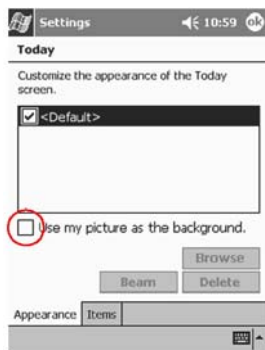 Settings 10:59 ok
Today
Customize the appearance of the Today
screen.
<Default>
Use my picture as the background.
Browse
Beam Delete
Appearance Items